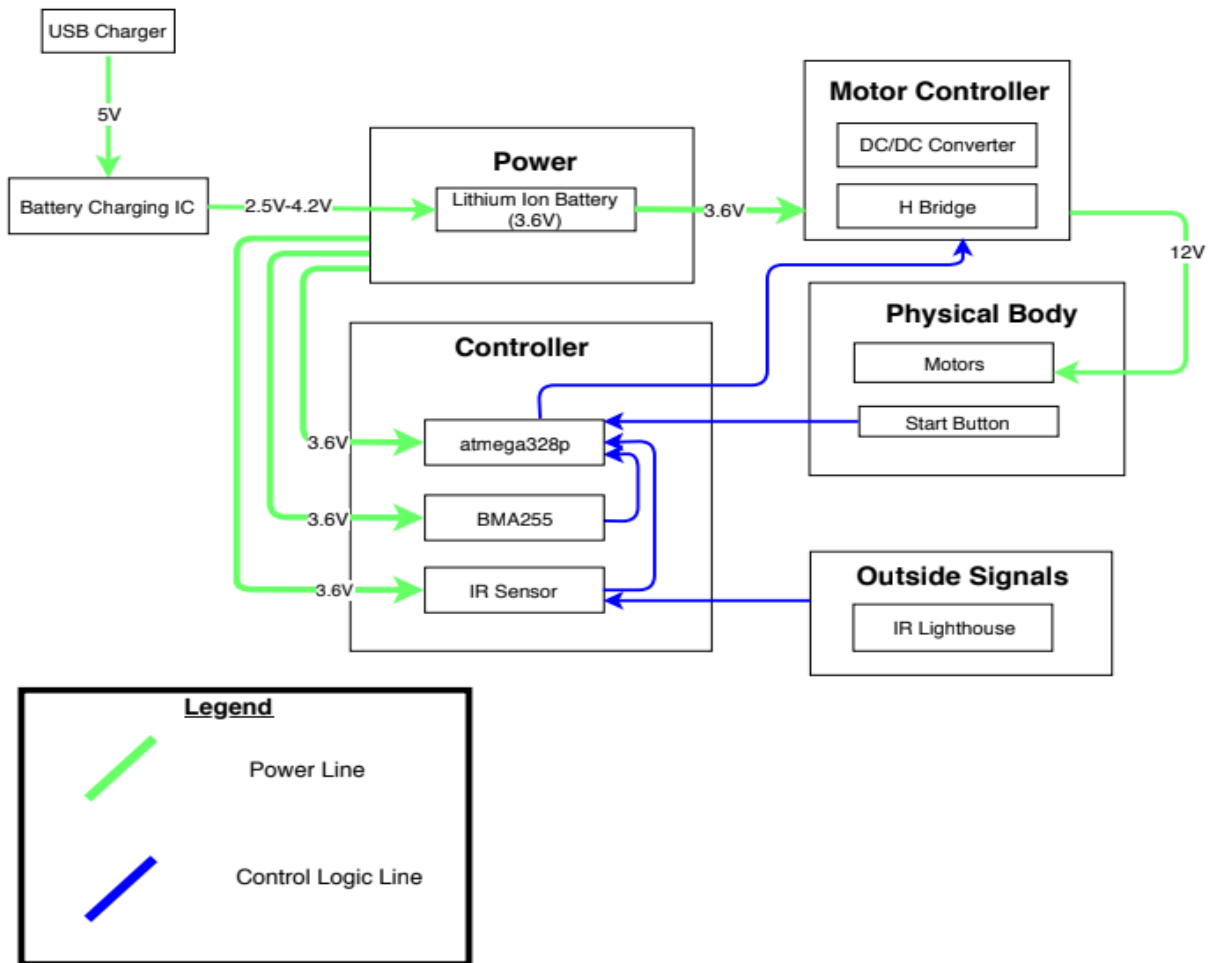 USB Charger
5V
Battery Charging IC
2.5V-4.2V
Power
Lithium Ion Battery
(3.6V)
3.6V
Motor Controller
DC/DC Converter
H Bridge
12V
Physical Body
Motors
Start Button
Controller
3.6V
atmega328p
3.6V
BMA255
3.6V
IR Sensor
Outside Signals
IR Lighthouse
Legend
Power Line
Control Logic Line